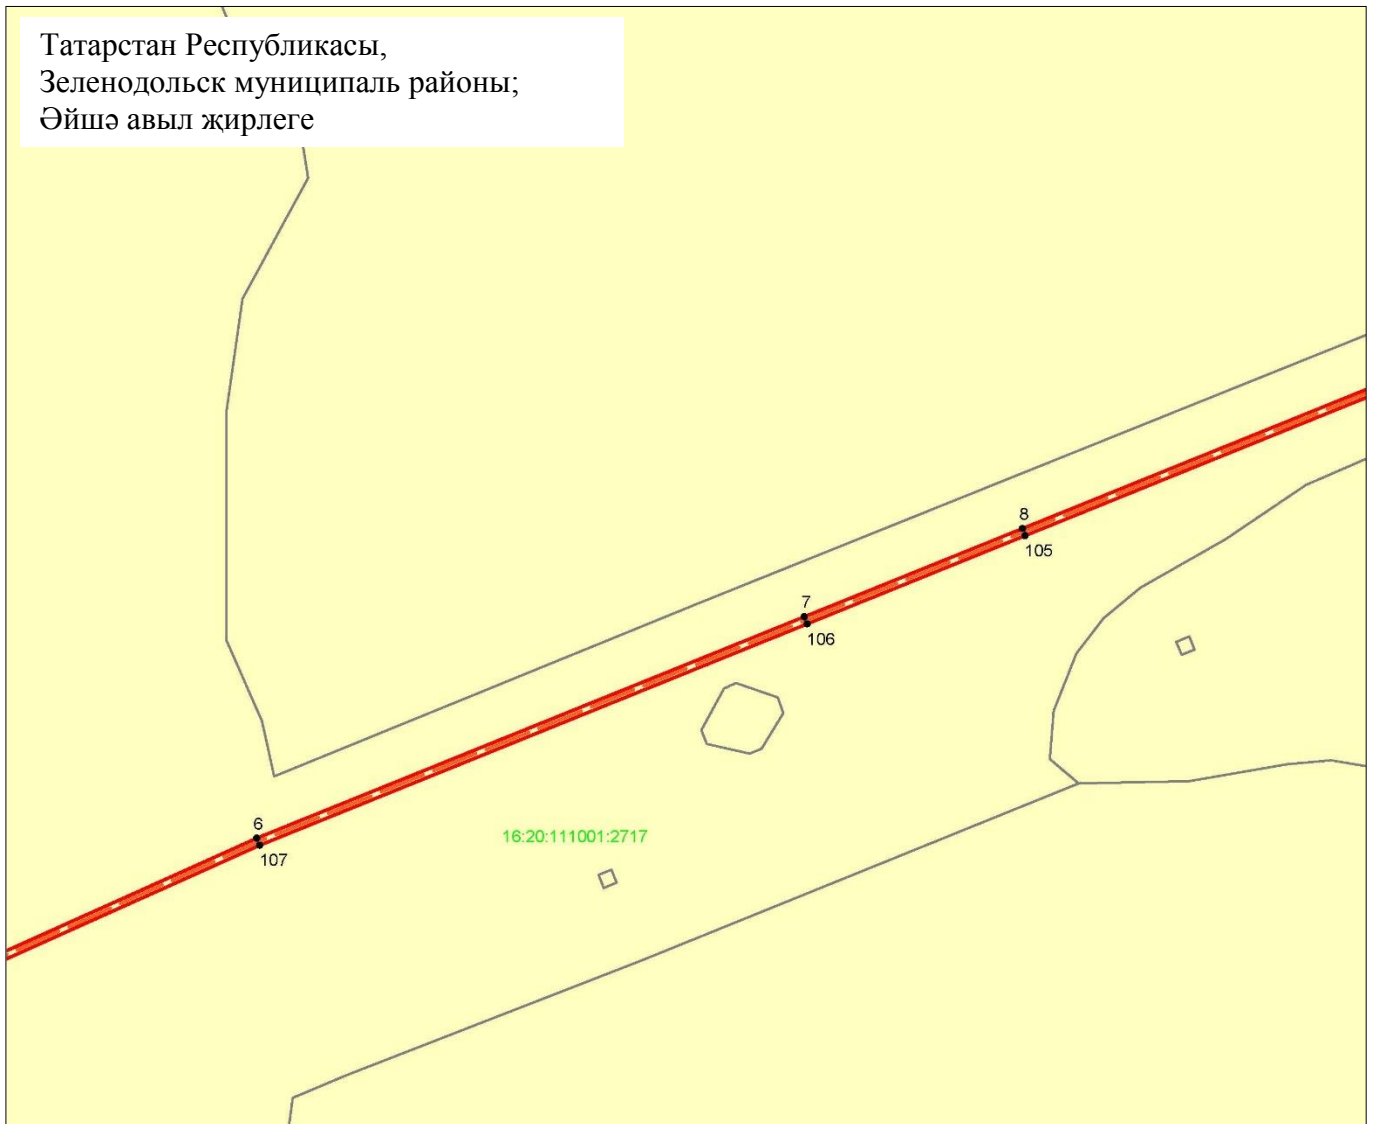 Татарстан Республикасы,
Зеленодольск муниципаль районы;
Әйшә авыл җирлеге
8
105
7
106
6
107
16:20:111001:2717